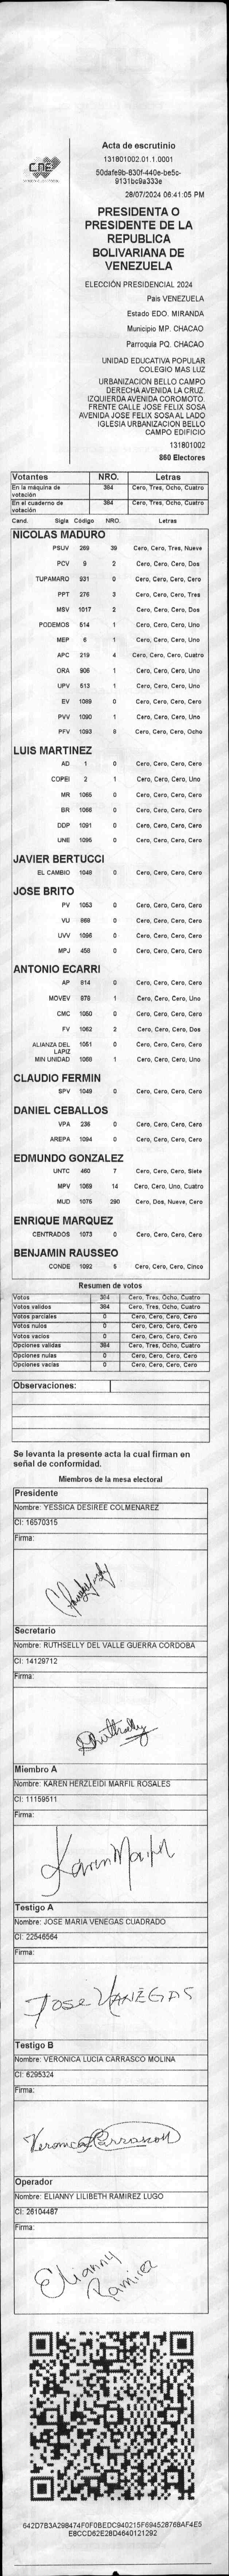 CNE
Acta de escrutinio
131801002.01.1.0001
50dafe9b-830f-440e-be5c-
9131bc9a333e
28/07/2024 06:41:05 PM
PRESIDENTA O
PRESIDENTE DE LA
REPUBLICA
BOLIVARIANA DE
VENEZUELA
ELECCIÓN PRESIDENCIAL 2024
Pais VENEZUELA
Estado EDO. MIRANDA
Municipio MP. CHACAO
Parroquia PQ. CHACAO
UNIDAD EDUCATIVA POPULAR
COLEGIO MAS LUZ
URBANIZACION BELLO CAMPO
DERECHA AVENIDA LA CRUZ.
IZQUIERDA AVENIDA COROMOTO.
FRENTE CALLE JOSE FELIX SOSA
AVENIDA JOSE FELIX SOSA AL LADO
IGLESIA URBANIZACION BELLO
CAMPO EDIFICIO
131801002
860 Electores
Votantes NRO. Letras
En la máquina de votación 384 Cero, Tres, Ocho, Cuatro
En el cuaderno de votación 384 Cero, Tres, Ocho, Cuatro
Cand. Sigla Código NRO. Letras
NICOLAS MADURO
PSUV 269 39 Cero, Cero, Tres, Nueve
PCV 9 2 Cero, Cero, Cero, Dos
TUPAMARO 931 0 Cero, Cero, Cero, Cero
PPT 276 3 Cero, Cero, Cero, Tres
MSV 1017 2 Cero, Cero, Cero, Dos
PODEMOS 514 1 Cero, Cero, Cero, Uno
MEP 6 1 Cero, Cero, Cero, Uno
APC 219 4 Cero, Cero, Cero, Cuatro
ORA 906 1 Cero, Cero, Cero, Uno
UPV 513 1 Cero, Cero, Cero, Uno
EV 1089 0 Cero, Cero, Cero, Cero
PVV 1090 1 Cero, Cero, Cero, Uno
PFV 1093 8 Cero, Cero, Cero, Ocho
LUIS MARTINEZ
AD 1 0 Cero, Cero, Cero, Cero
COPEI 2 1 Cero, Cero, Cero, Uno
MR 1065 0 Cero, Cero, Cero, Cero
BR 1066 0 Cero, Cero, Cero, Cero
DDP 1091 0 Cero, Cero, Cero, Cero
UNE 1095 0 Cero, Cero, Cero, Cero
JAVIER BERTUCCI
EL CAMBIO 1048 0 Cero, Cero, Cero, Cero
JOSE BRITO
PV 1053 0 Cero, Cero, Cero, Cero
VU 868 0 Cero, Cero, Cero, Cero
UVV 1096 0 Cero, Cero, Cero, Cero
MPJ 456 0 Cero, Cero, Cero, Cero
ANTONIO ECARRI
AP 814 0 Cero, Cero, Cero, Cero
MOVEV 878 1 Cero, Cero, Cero, Uno
CMC 1050 0 Cero, Cero, Cero, Cero
FV 1062 2 Cero, Cero, Cero, Dos
ALIANZA DEL LAPIZ 1051 0 Cero, Cero, Cero, Cero
MIN UNIDAD 1068 1 Cero, Cero, Cero, Uno
CLAUDIO FERMIN
SPV 1049 0 Cero, Cero, Cero, Cero
DANIEL CEBALLOS
VPA 236 0 Cero, Cero, Cero, Cero
AREPA 1094 0 Cero, Cero, Cero, Cero
EDMUNDO GONZALEZ
UNTC 460 7 Cero, Cero, Cero, Siete
MPV 1069 14 Cero, Cero, Uno, Cuatro
MUD 1075 290 Cero, Dos, Nueve, Cero
ENRIQUE MARQUEZ
CENTRADOS 1073 0 Cero, Cero, Cero, Cero
BENJAMIN RAUSSEO
CONDE 1092 5 Cero, Cero, Cero, Cinco
Resumen de votos
Votos 384 Cero, Tres, Ocho, Cuatro
Votos validos 384 Cero, Tres, Ocho, Cuatro
Votos parciales 0 Cero, Cero, Cero, Cero
Votos nulos 0 Cero, Cero, Cero, Cero
Votos vacios 0 Cero, Cero, Cero, Cero
Opciones validas 384 Cero, Tres, Ocho, Cuatro
Opciones nulas 0 Cero, Cero, Cero, Cero
Opciones vacias 0 Cero, Cero, Cero, Cero
Observaciones:
Se levanta la presente acta la cual firman en
señal de conformidad.
Miembros de la mesa electoral
Presidente
Nombre: YESSICA DESIREE COLMENAREZ
CI: 16570315
Firma:
Secretario
Nombre: RUTHSELLY DEL VALLE GUERRA CORDOBA
CI: 14129712
Firma:
Ruthselly
Miembro A
Nombre: KAREN HERZLEIDI MARFIL ROSALES
CI: 11159511
Firma:
Karen Marfil
Testigo A
Nombre: JOSE MARIA VENEGAS CUADRADO
CI: 22546564
Firma:
JOSE VANEGAS
Testigo B
Nombre: VERONICA LUCIA CARRASCO MOLINA
CI: 6295324
Firma:
Veronica Carrasco
Operador
Nombre: ELIANNY LILIBETH RAMIREZ LUGO
CI: 26104487
Firma:
Elianny
Ramirez
642D7B3A298474F0F0BEDC940215F694528768AF4E5
E8CCD62E28D4640121292